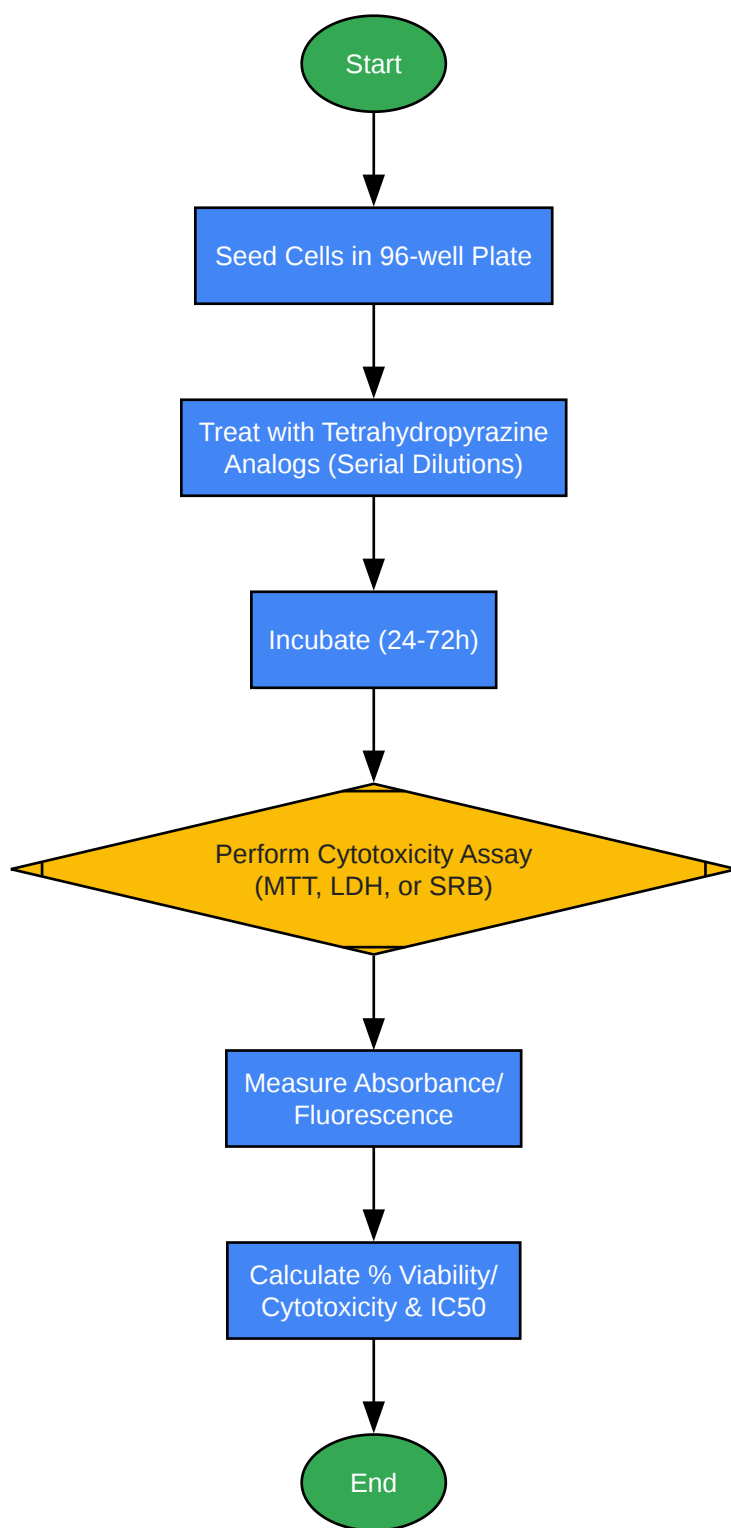 Start
Seed Cells in 96-well Plate
Treat with Tetrahydropyrazine
Analogs (Serial Dilutions)
Incubate (24-72h)
Perform Cytotoxicity Assay
(MTT, LDH, or SRB)
Measure Absorbance/
Fluorescence
Calculate % Viability/
Cytotoxicity & IC50
End